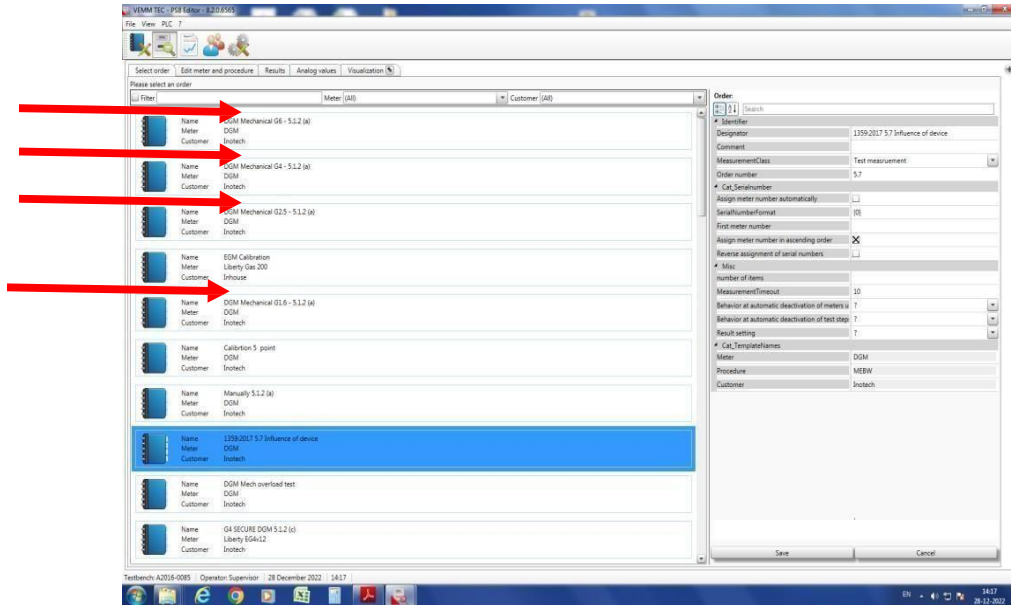 VEMM TEC - PSB Editor - 8.2.0.6565
File View PLC ?
Select order Edit meter and procedure Results Analog values Visualization
Please select an order
Filter Meter (All) Customer (All)
Name DGM Mechanical G6 - 5.1.2 (a)
Meter DGM
Customer Inotech
Name DGM Mechanical G4 - 5.1.2 (a)
Meter DGM
Customer Inotech
Name DGM Mechanical G2.5 - 5.1.2 (a)
Meter DGM
Customer Inotech
Name EGM Calibration
Meter Liberty Gas 200
Customer Inhouse
Name DGM Mechanical G1.6 - 5.1.2 (a)
Meter DGM
Customer Inotech
Name Calibrtion 5 point
Meter DGM
Customer Inotech
Name Manually 5.1.2 (a)
Meter DGM
Customer Inotech
Name 1359:2017 5.7 Influence of device
Meter DGM
Customer Inotech
Name DGM Mech overload test
Meter DGM
Customer Inotech
Name G4 SECURE DGM 5.1.2 (c)
Meter Liberty EG4v12
Customer Inotech
Order:
Search
Identifier
Designator 1359:2017 5.7 Influence of device
Comment
MeasurementClass Test measruement
Order number 5.7
Cat_Serialnumber
Assign meter number automatically
SerialNumberFormat {0}
First meter number
Assign meter number in ascending order
Reverse assignment of serial numbers
Misc
number of items
MeasurementTimeout 10
Behavior at automatic deactivation of meters u ?
Behavior at automatic deactivation of test step ?
Result setting ?
Cat_TemplateNames
Meter DGM
Procedure MEBW
Customer Inotech
Save Cancel
Testbench: A2016-0085 Operator: Supervisor 28 December 2022 14:17
EN 14:17
28-12-2022